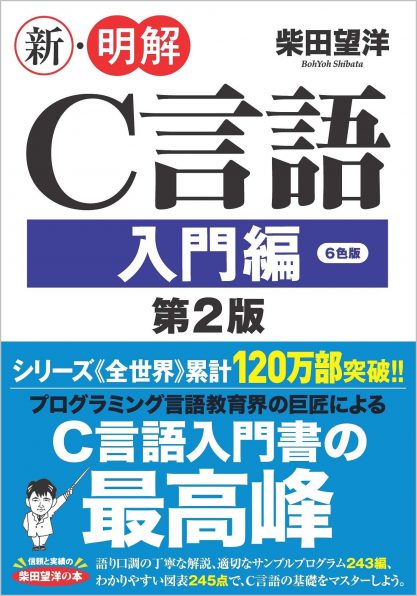 新・明解
柴田望洋
BohYoh Shibata
C言語
入門編
6色版
第2版
シリーズ《全世界》累計120万部突破!!
プログラミング言語教育界の巨匠による
C言語入門書の
最高峰
信頼と実績の
柴田望洋の本
語り口調の丁寧な解説、適切なサンプルプログラム243編、
わかりやすい図表245点で、C言語の基礎をマスターしよう。